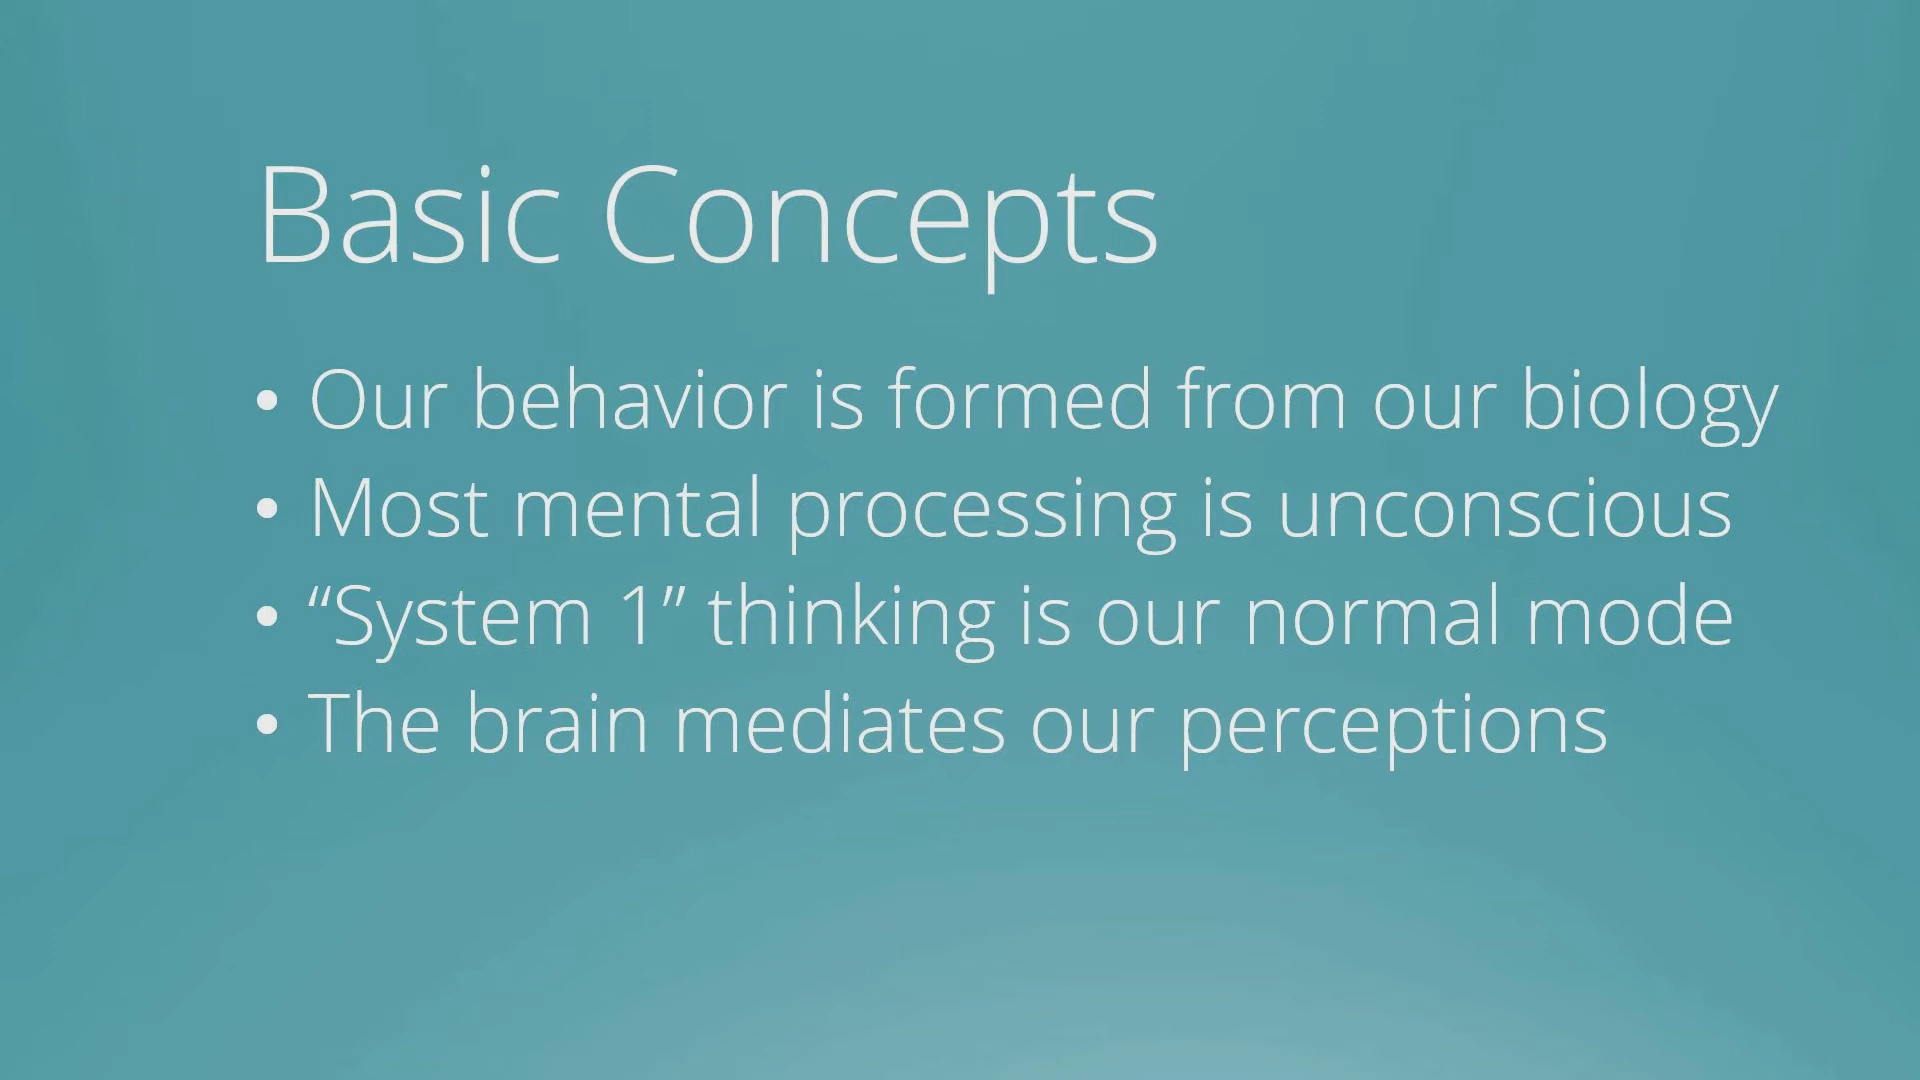 Basic Concepts
• Our behavior is formed from our biology
• Most mental processing is unconscious
• “System 1” thinking is our normal mode
• The brain mediates our perceptions